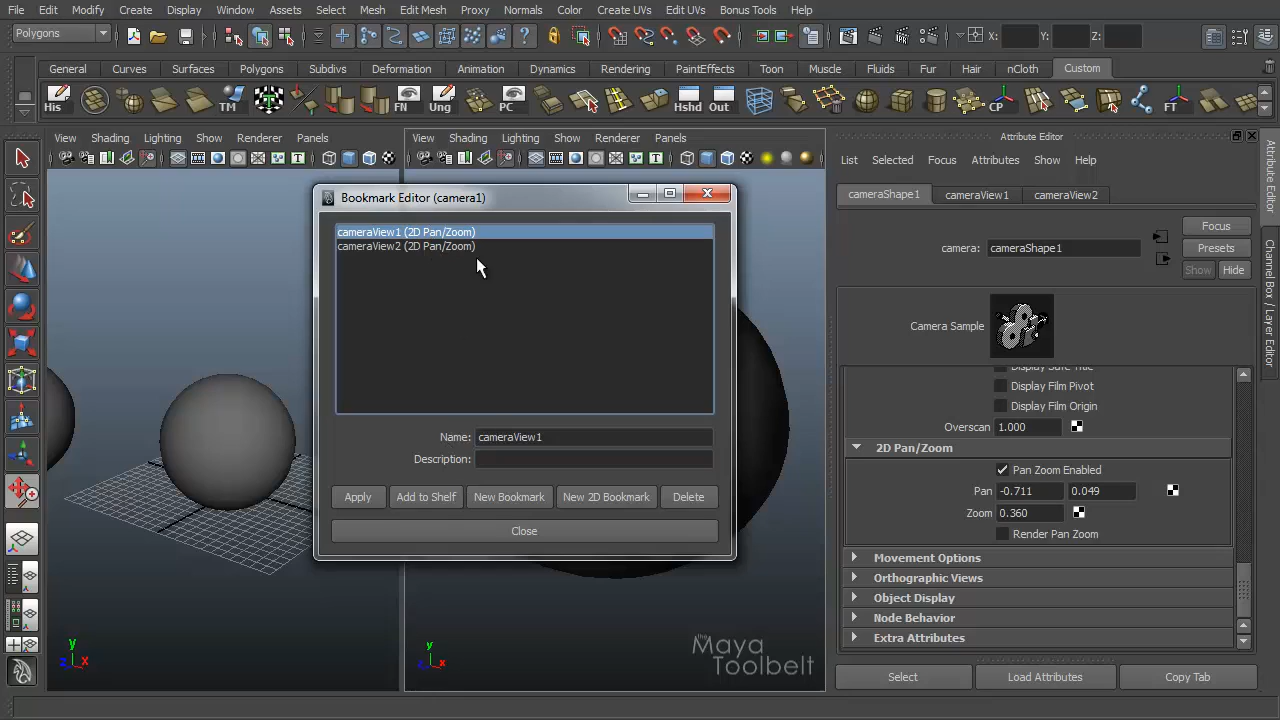 File Edit Modify Create Display Window Assets Select Mesh Edit Mesh Proxy Normals Color Create UVs Edit UVs Bonus Tools Help
Polygons X: Y: Z:
General Curves Surfaces Polygons Subdivs Deformation Animation Dynamics Rendering PaintEffects Toon Muscle Fluids Fur Hair nCloth Custom
His TM FN Ung PC Hshd Out CP FT
View Shading Lighting Show Renderer Panels
View Shading Lighting Show Renderer Panels
Attribute Editor
List Selected Focus Attributes Show Help
cameraShape1 cameraView1 cameraView2
camera: cameraShape1
Focus
Presets
Show Hide
Camera Sample
Display Safe Title
Display Film Pivot
Display Film Origin
Overscan 1.000
2D Pan/Zoom
Pan Zoom Enabled
Pan -0.711 0.049
Zoom 0.360
Render Pan Zoom
Movement Options
Orthographic Views
Object Display
Node Behavior
Extra Attributes
Select Load Attributes Copy Tab
Attribute Editor
Channel Box / Layer Editor
Bookmark Editor (camera1)
cameraView1 (2D Pan/Zoom)
cameraView2 (2D Pan/Zoom)
Name: cameraView1
Description:
Apply Add to Shelf New Bookmark New 2D Bookmark Delete
Close
y
z x
y
z x
the
Maya
Toolbelt